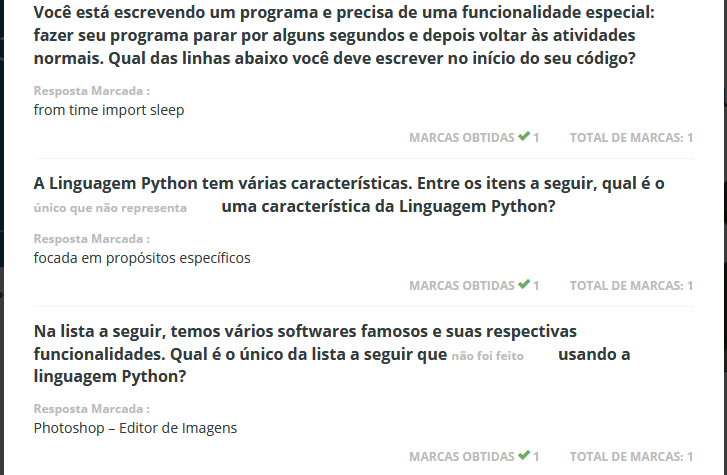 Você está escrevendo um programa e precisa de uma funcionalidade especial:
fazer seu programa parar por alguns segundos e depois voltar às atividades
normais. Qual das linhas abaixo você deve escrever no início do seu código?
Resposta Marcada :
from time import sleep
MARCAS OBTIDAS ✔ 1 TOTAL DE MARCAS: 1
A Linguagem Python tem várias características. Entre os itens a seguir, qual é o
único que não representa uma característica da Linguagem Python?
Resposta Marcada :
focada em propósitos específicos
MARCAS OBTIDAS ✔ 1 TOTAL DE MARCAS: 1
Na lista a seguir, temos vários softwares famosos e suas respectivas
funcionalidades. Qual é o único da lista a seguir que não foi feito usando a
linguagem Python?
Resposta Marcada :
Photoshop – Editor de Imagens
MARCAS OBTIDAS ✔ 1 TOTAL DE MARCAS: 1